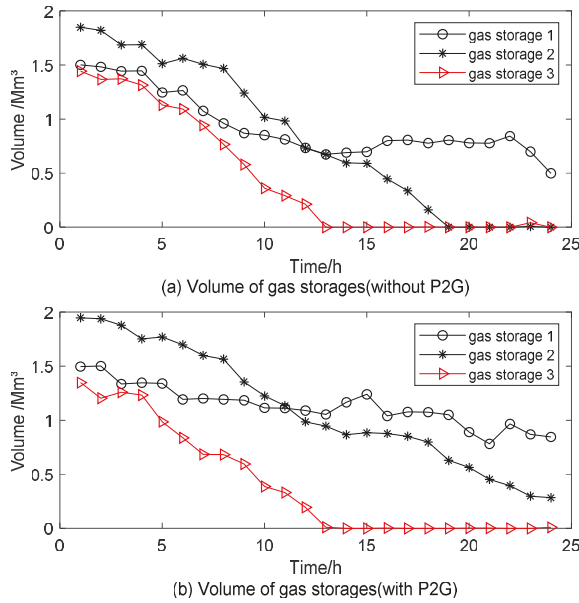 2
1.5
1
0.5
0
Volume /Mm³
gas storage 1
gas storage 2
gas storage 3
0 5 10 15 20 25
Time/h
(a) Volume of gas storages(without P2G)
2
1.5
1
0.5
0
Volume /Mm³
gas storage 1
gas storage 2
gas storage 3
0 5 10 15 20 25
Time/h
(b) Volume of gas storages(with P2G)